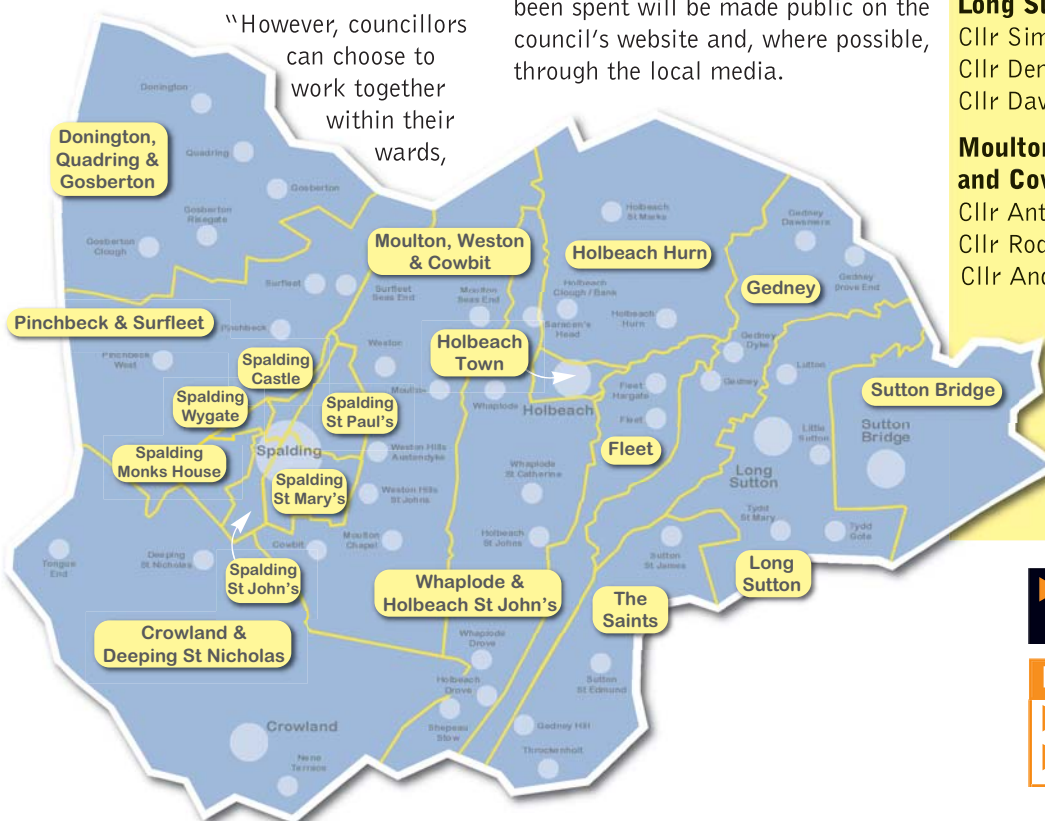 “However, councillors
can choose to
work together
within their
wards,
been spent will be made public on the
council’s website and, where possible,
through the local media.
Cllr
Cllr
Cllr
Cllr
Cllr
Cllr
Donington
Donington,
Quadring &
Gosberton
Quadring
Gosberton
Gosberton
Risegate
Gosberton
Clough
Holbeach
St Marks
Gedney
Dawsmere
Moulton, Weston
& Cowbit
Holbeach Hurn
Gedney
Drove End
Gedney
Surfleet
Surfleet
Seas End
Moulton
Seas End
Holbeach
Clough / Bank
Holbeach
Hurn
Saracen's
Head
Pinchbeck & Surfleet
Pinchbeck
Pinchbeck
West
Weston
Holbeach
Town
Gedney
Dyke
Spalding
Castle
Spalding
Wygate
Spalding
St Paul’s
Moulton
Whaplode
Holbeach
Fleet
Hargate
Fleet
Gedney
Lutton
Sutton Bridge
Sutton
Bridge
Little
Sutton
Fleet
Spalding
Spalding
Monks House
Weston Hills
Austendyke
Spalding
St Mary’s
Weston Hills
St Johns
Whaplode
St Catherine
Long
Sutton
Tydd
St Mary
Tydd
Gote
Tongue
End
Deeping
St Nicholas
Cowbit
Moulton
Chapel
Holbeach
St Johns
Sutton
St James
Long
Sutton
Spalding
St John’s
Whaplode &
Holbeach St John’s
The
Saints
Crowland &
Deeping St Nicholas
Whaplode
Drove
Holbeach
Drove
Sutton
St Edmund
Shepeau
Stow
Gedney Hill
Throckenholt
Crowland
Nene
Terrace